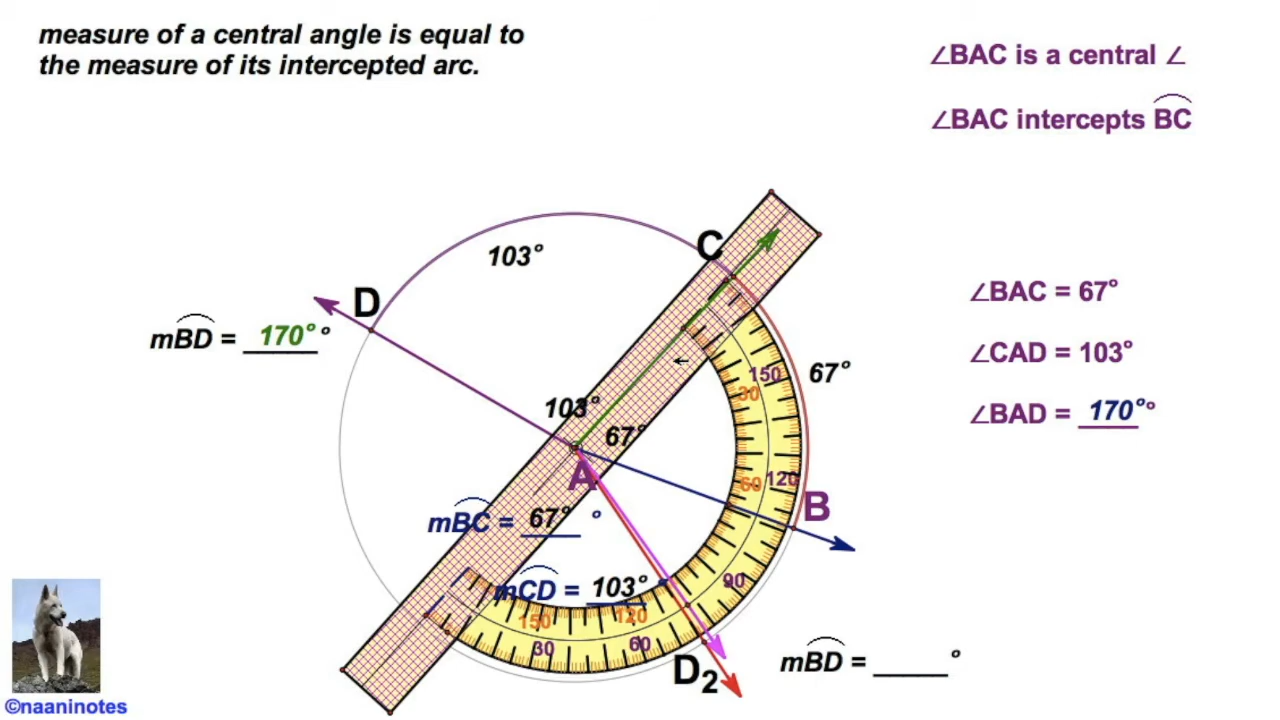 measure of a central angle is equal to
the measure of its intercepted arc.
∠BAC is a central ∠
∠BAC intercepts BC
C
103°
D
mBD = 170° °
∠BAC = 67°
∠CAD = 103°
∠BAD = 170° °
150
30
67°
103°
67°
A
60
120
B
mBC = 67° °
mCD = 103°
90
150
120
30
60
D2
mBD = _____ °
©naaninotes